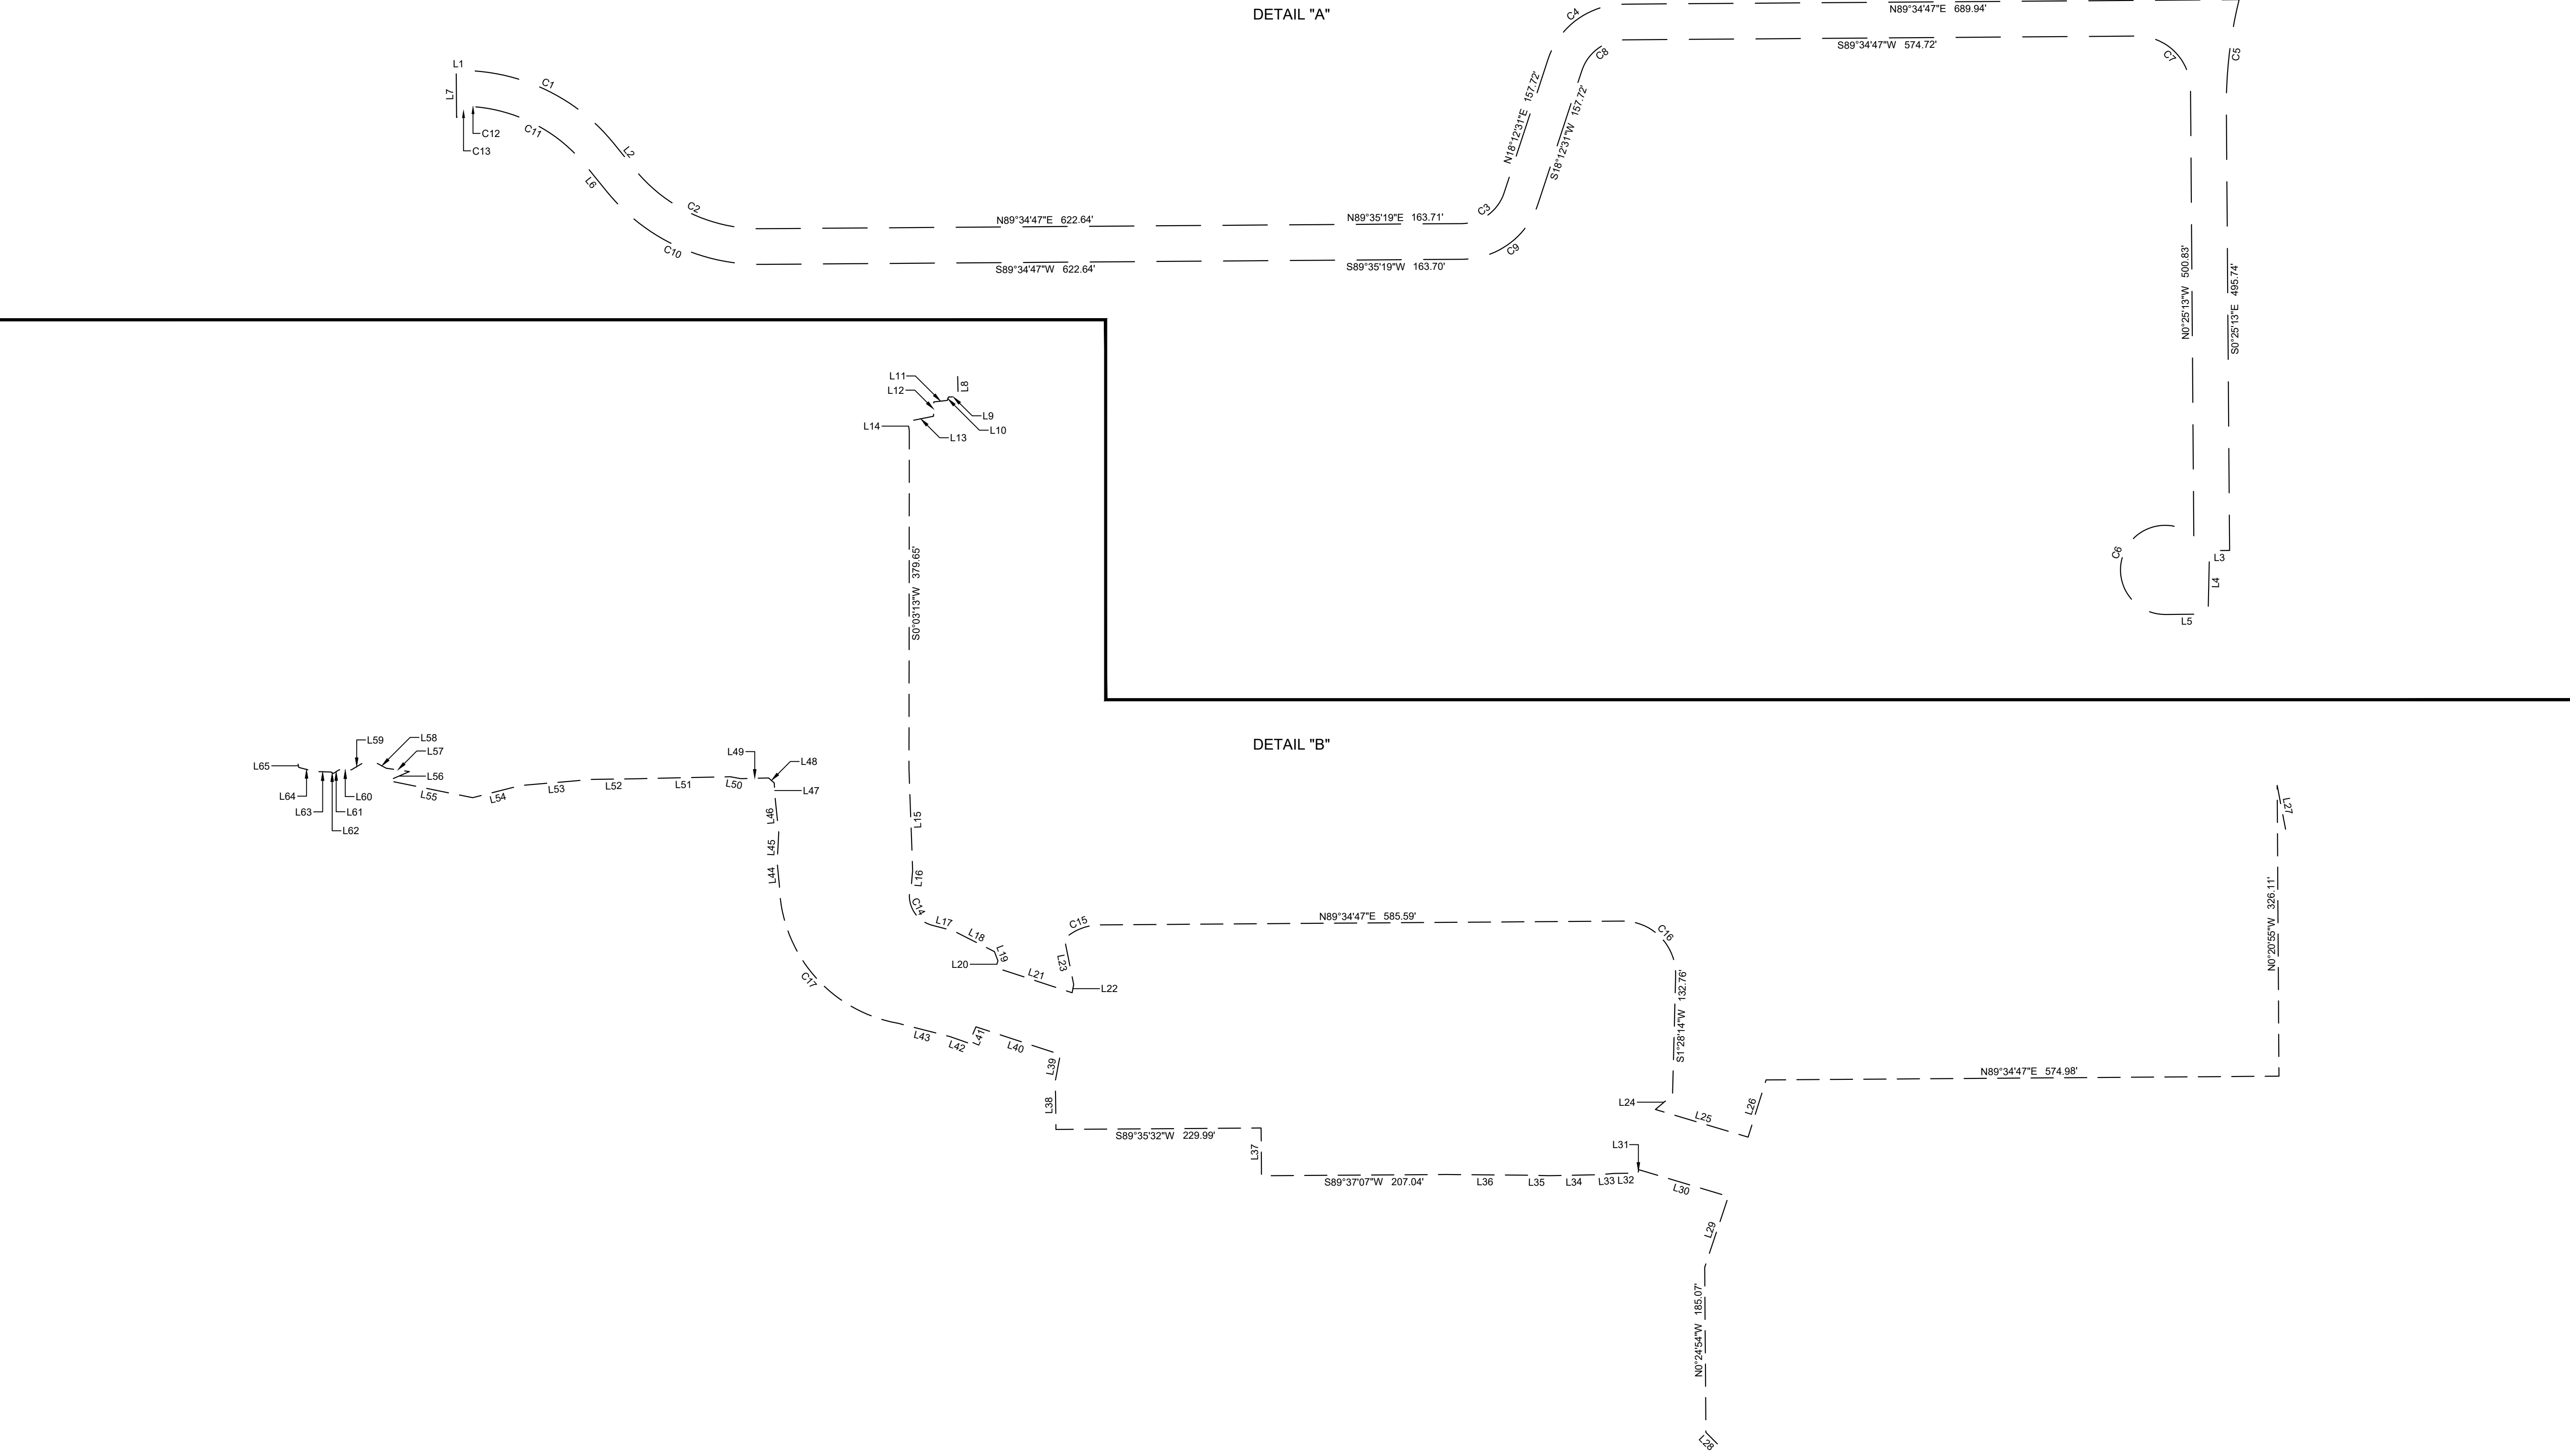 DETAIL "A"
N89°34'47"E 689.94'
S89°34'47"W 574.72'
C4
C8
C7
C5
L1
L7
C1
C11
C12
C13
L2
L6
C2
C10
N89°34'47"E 622.64'
S89°34'47"W 622.64'
N89°35'19"E 163.71'
S89°35'19"W 163.70'
C3
C9
N18°12'31"E 157.72'
S18°12'31"W 157.72'
N0°25'13"W 500.83'
S0°25'13"E 495.74'
C6
L3
L4
L5
L11
L12
L8
L9
L10
L14
L13
S0°03'13"W 379.65'
DETAIL "B"
L59
L58
L57
L65
L56
L64
L60
L63
L61
L62
L55
L54
L53
L52
L51
L50
L49
L48
L47
L46
L45
L44
L15
L16
C14
L17
L18
L19
L20
L21
L22
L23
C15
N89°34'47"E 585.59'
C16
S1°28'14"W 132.76'
L24
L25
L26
N89°34'47"E 574.98'
N0°20'55"W 326.11'
L27
C17
L43
L42
L41
L40
L39
L38
S89°35'32"W 229.99'
L37
S89°37'07"W 207.04'
L36
L35
L34
L33
L32
L31
L30
L29
N0°24'54"W 185.07'
L28